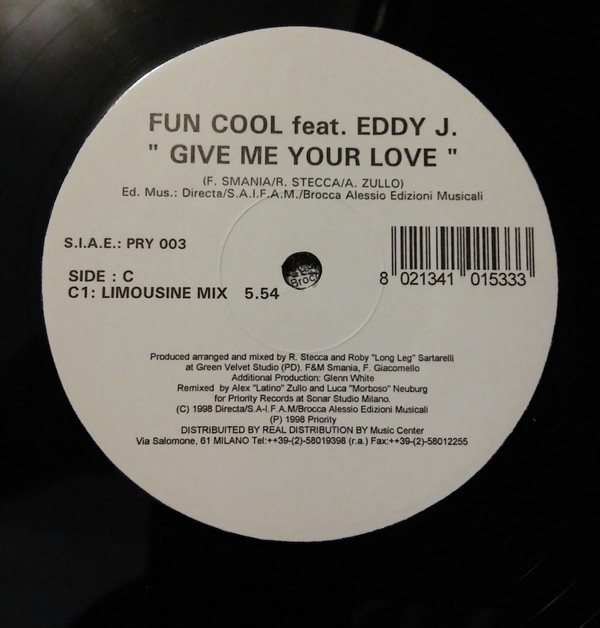 FUN COOL feat. EDDY J.
" GIVE ME YOUR LOVE "
(F. SMANIA/R. STECCA/A. ZULLO)
Ed. Mus.: Directa/S.A.I.F.A.M./Brocca Alessio Edizioni Musicali
S.I.A.E.: PRY 003
SIDE : C
C1: LIMOUSINE MIX 5.54
8 021341 015333
Produced arranged and mixed by R. Stecca and Roby "Long Leg" Sartarelli
at Green Velvet Studio (PD). F&M Smania, F. Giacomello
Additional Production: Glenn White
Remixed by Alex "Latino" Zullo and Luca "Morboso" Neuburg
for Priority Records at Sonar Studio Milano.
(C) 1998 Directa/S.A-I.F.A.M/Brocca Alessio Edizioni Musicali
(P) 1998 Priority
DISTRIBUITED BY REAL DISTRIBUTION BY Music Center
Via Salomone, 61 MILANO Tel:++39-(2)-58019398 (r.a.) Fax:++39-(2)-58012255